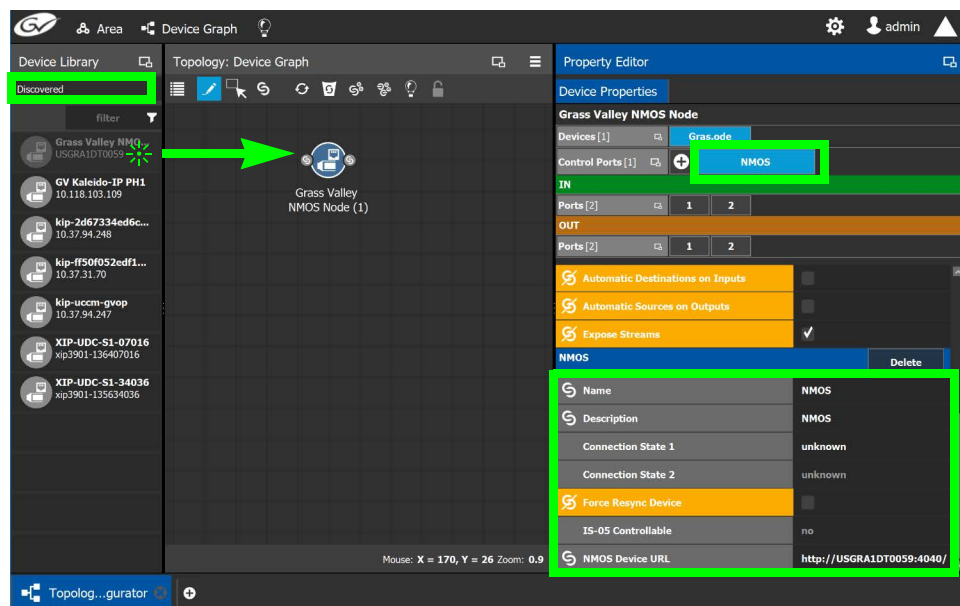 GV Area Device Graph admin
Device Library
Discovered
filter
Grass Valley NMO...
USGRA1DT0059
GV Kaleido-IP PH1
10.118.103.109
kip-2d67334ed6c...
10.37.94.248
kip-ff50f052edf1...
10.37.31.70
kip-uccm-gvop
10.37.94.247
XIP-UDC-S1-07016
xip3901-136407016
XIP-UDC-S1-34036
xip3901-135634036
Topology: Device Graph
Grass Valley
NMOS Node (1)
Mouse: X = 170, Y = 26 Zoom: 0.9
Property Editor
Device Properties
Grass Valley NMOS Node
Devices [1] Gras.ode
Control Ports [1] NMOS
IN
Ports [2] 1 2
OUT
Ports [2] 1 2
Automatic Destinations on Inputs
Automatic Sources on Outputs
Expose Streams
NMOS Delete
Name NMOS
Description NMOS
Connection State 1 unknown
Connection State 2 unknown
Force Resync Device
IS-05 Controllable no
NMOS Device URL http://USGRA1DT0059:4040/
Topolog...gurator